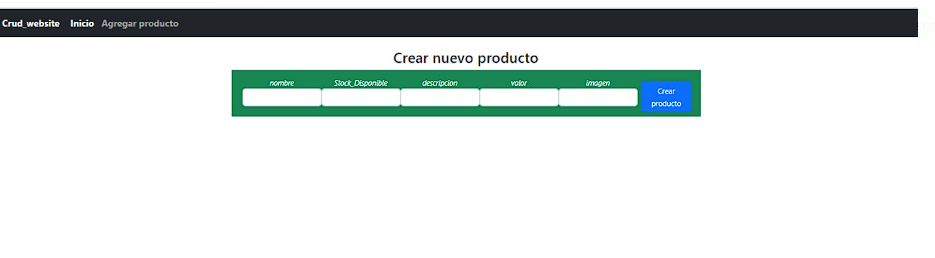 Crud_website Inicio Agregar producto
Crear nuevo producto
nombre Stock_Disponible descripcion valor imagen
Crear
producto